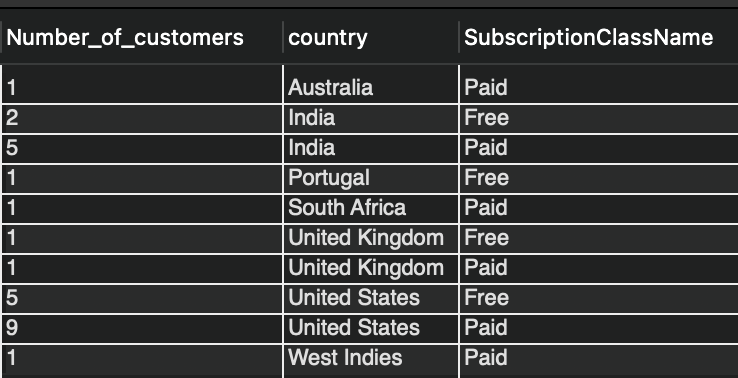 Number_of_customers country SubscriptionClassName
1 Australia Paid
2 India Free
5 India Paid
1 Portugal Free
1 South Africa Paid
1 United Kingdom Free
1 United Kingdom Paid
5 United States Free
9 United States Paid
1 West Indies Paid